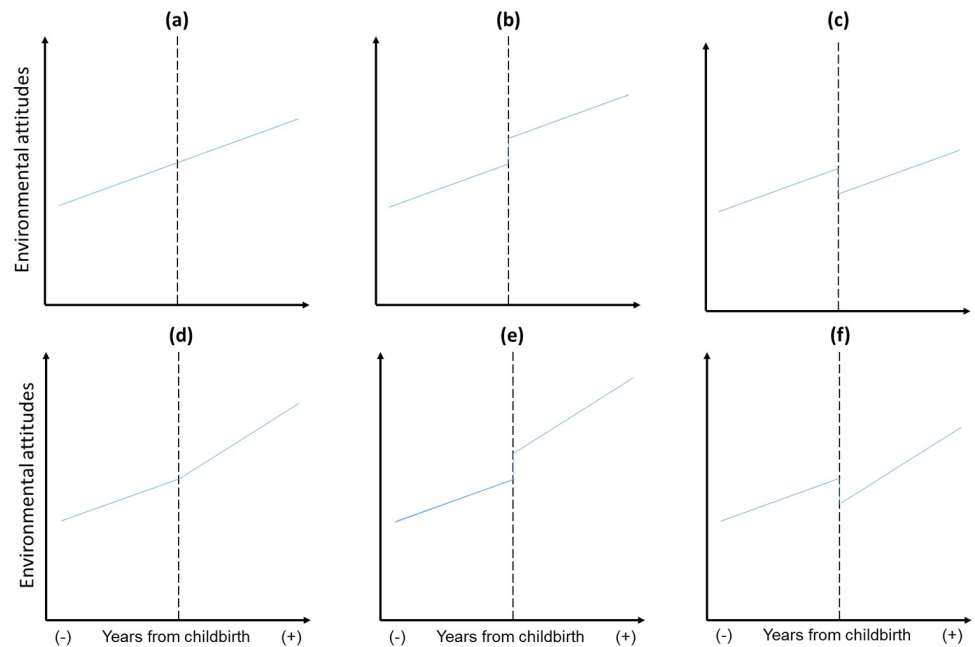 (a)
(b)
(c)
Environmental attitudes
(d)
(e)
(f)
Environmental attitudes
(-) Years from childbirth (+)
(-) Years from childbirth (+)
(-) Years from childbirth (+)